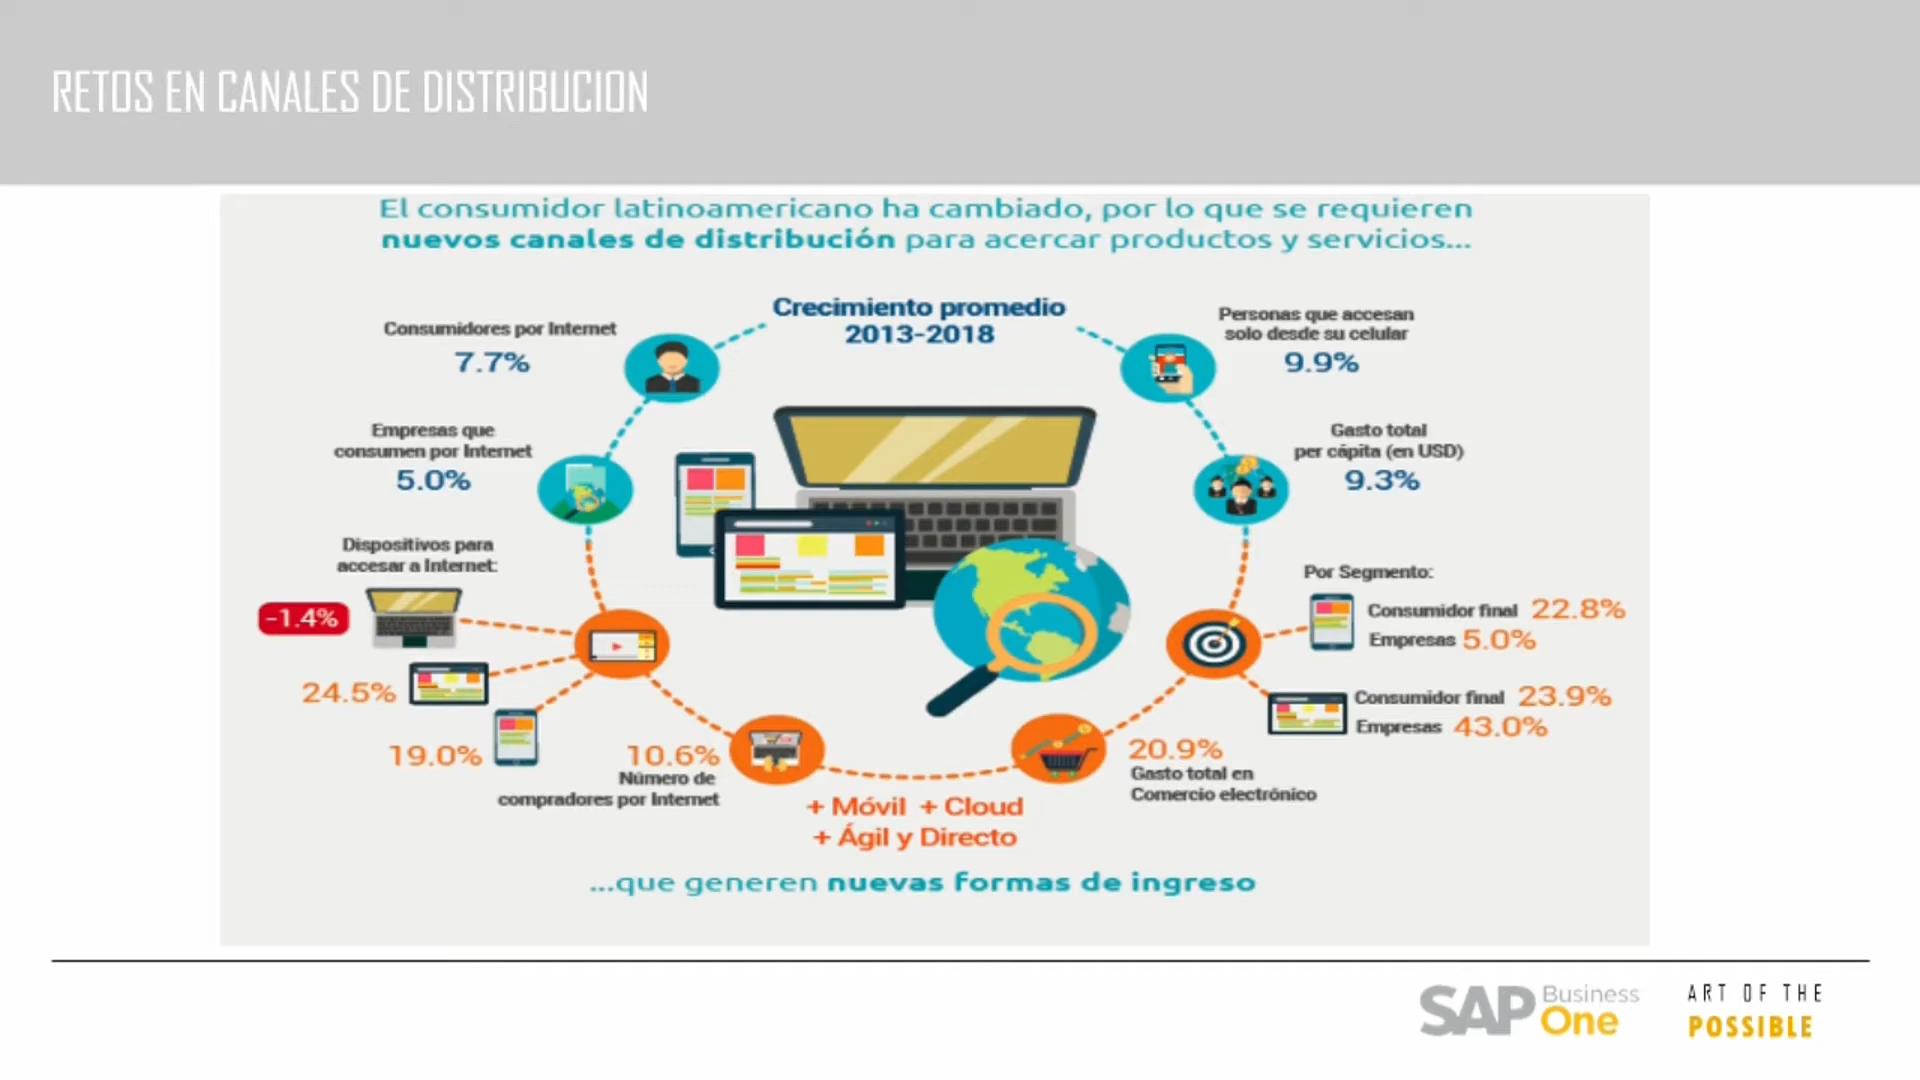 RETOS EN CANALES DE DISTRIBUCION
El consumidor latinoamericano ha cambiado, por lo que se requieren
nuevos canales de distribución para acercar productos y servicios...
Crecimiento promedio
2013-2018
Consumidores por Internet
7.7%
Empresas que
consumen por Internet
5.0%
Dispositivos para
accesar a Internet:
-1.4%
24.5%
19.0%
10.6%
Número de
compradores por Internet
Personas que accesan
solo desde su celular
9.9%
Gasto total
per cápita (en USD)
9.3%
Por Segmento:
Consumidor final 22.8%
Empresas 5.0%
Consumidor final 23.9%
Empresas 43.0%
20.9%
Gasto total en
Comercio electrónico
+ Móvil + Cloud
+ Ágil y Directo
...que generen nuevas formas de ingreso
SAP Business
One
ART OF THE
POSSIBLE